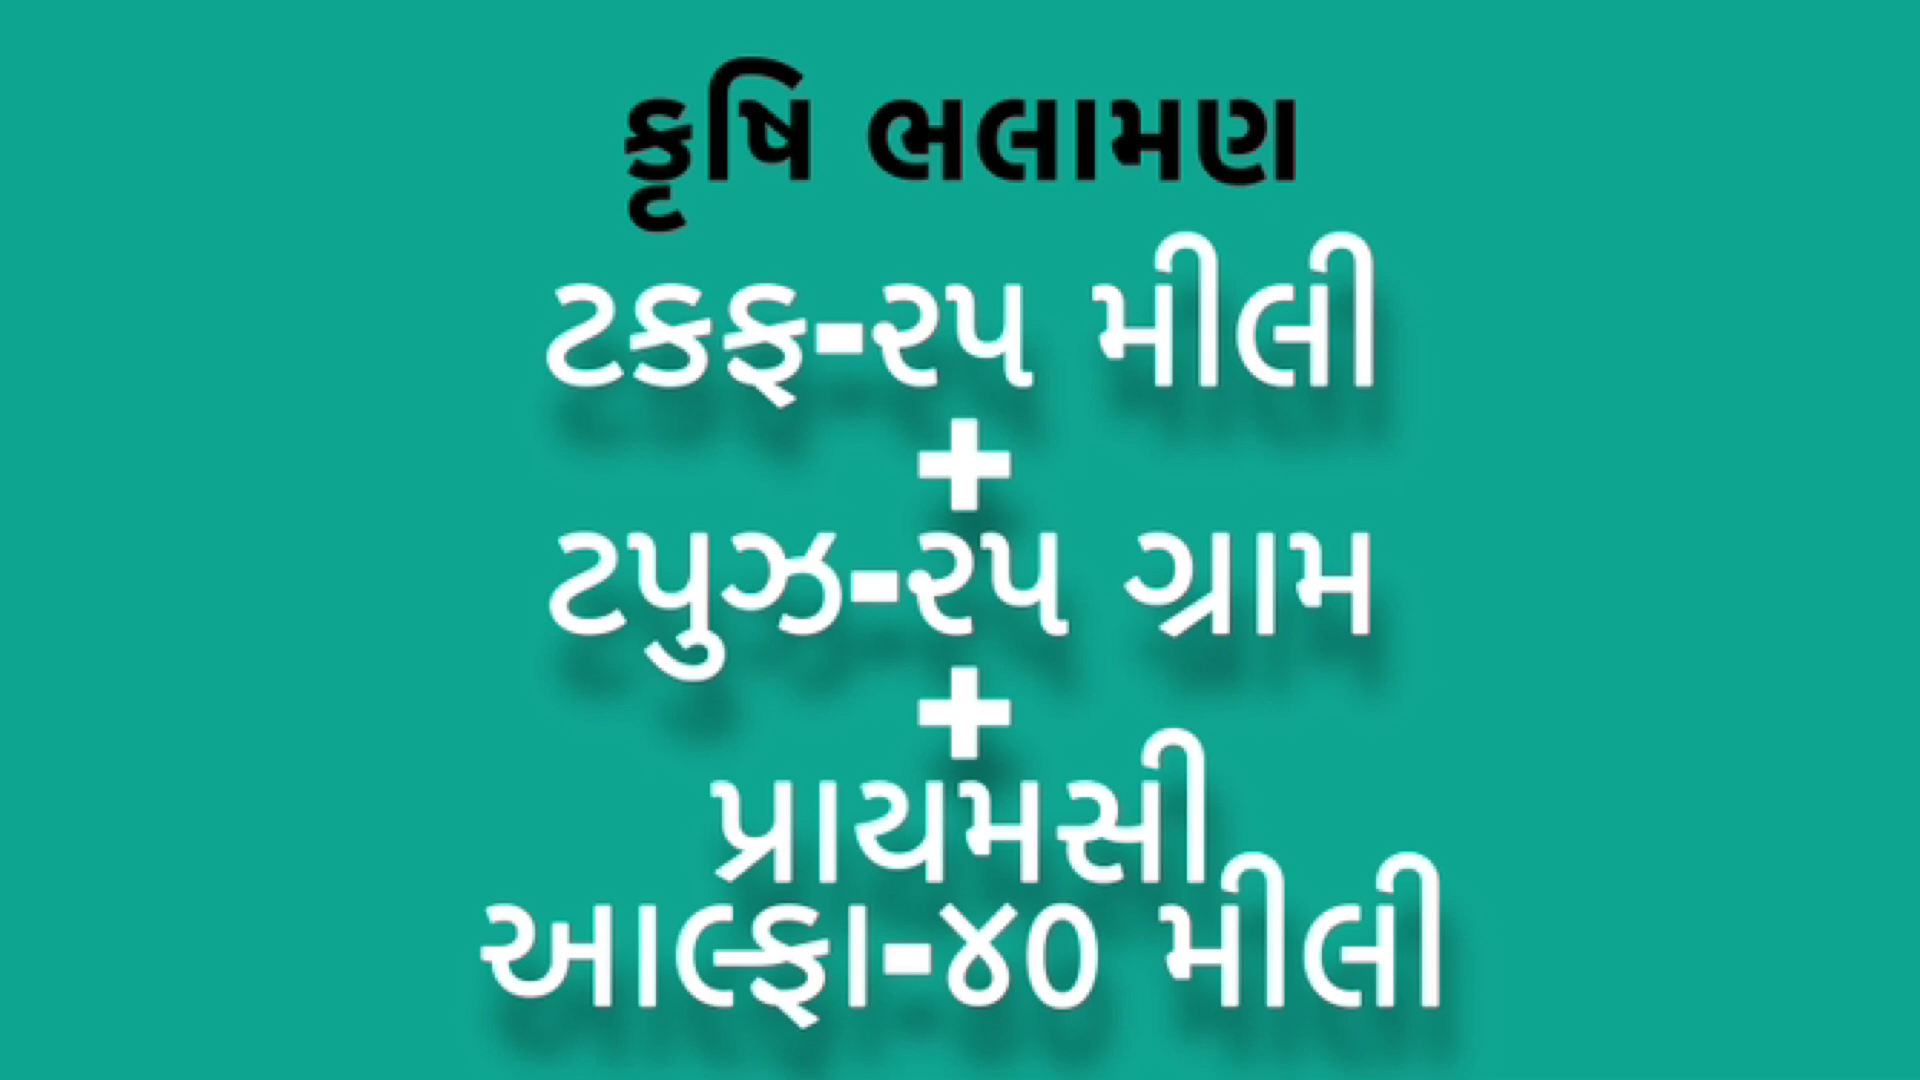 કૃષિ ભલામણ
ટકફ-૨૫ મીલી
+
ટપુઝ-૨૫ ગ્રામ
+
પ્રાયમસી
આલ્ફા-૪૦ મીલી